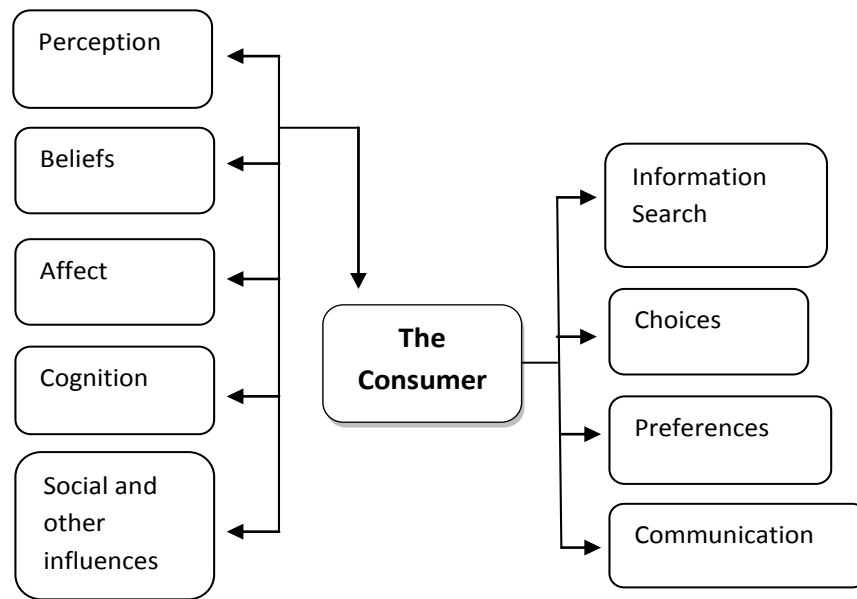 Perception
Beliefs
Affect
Cognition
Social and
other
influences
The
Consumer
Information
Search
Choices
Preferences
Communication